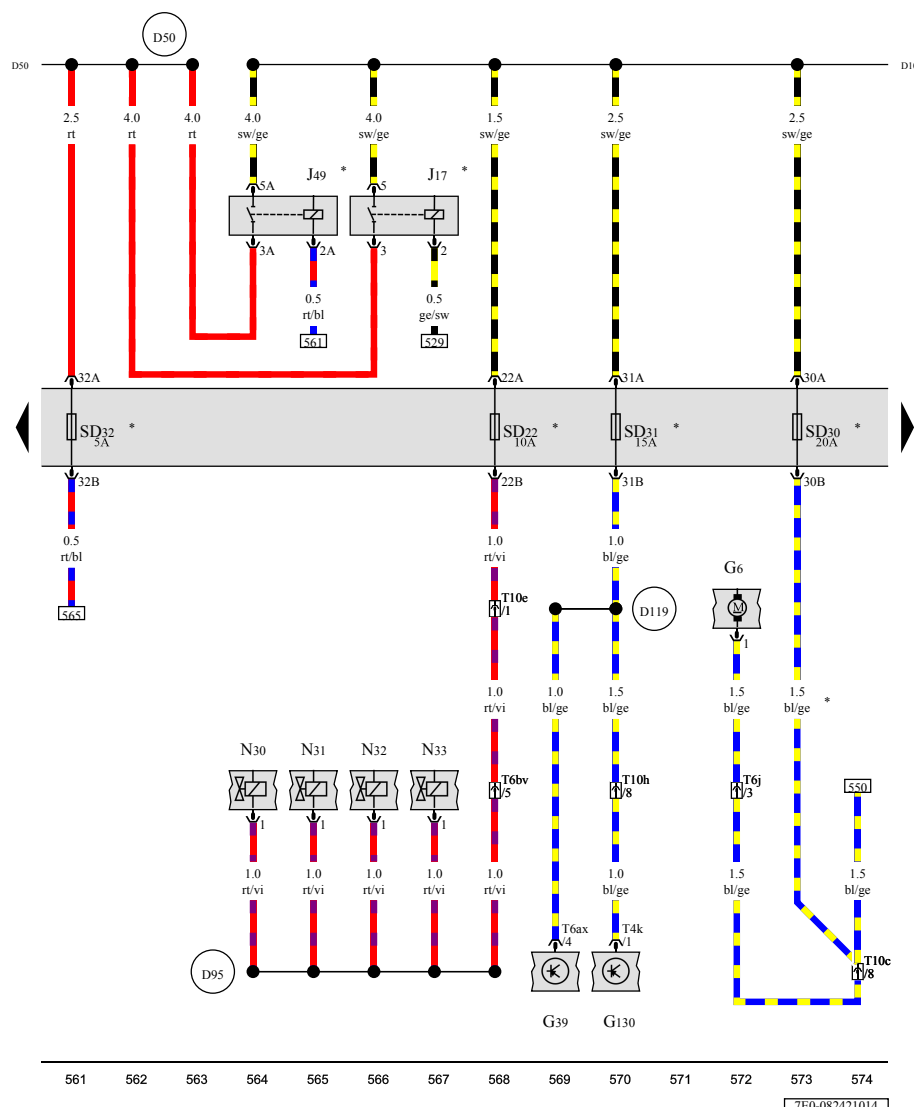 D50
D50
2.5
rt
4.0
rt
4.0
rt
4.0
sw/ge
4.0
sw/ge
1.5
sw/ge
2.5
sw/ge
2.5
sw/ge
5A
J49 *
5
J17 *
3A
2A
3
2
0.5
rt/bl
0.5
ge/sw
561
529
32A
22A
31A
30A
SD32 *
5A
SD22 *
10A
SD31 *
15A
SD30 *
20A
32B
22B
31B
30B
0.5
rt/bl
1.0
rt/vi
1.0
bl/ge
G6
M
565
T10e
/1
D119
1
1.0
rt/vi
1.0
bl/ge
1.5
bl/ge
1.5
bl/ge
1.5
bl/ge *
N30
N31
N32
N33
T6bv
/5
T10h
/8
T6j
/3
550
1
1
1
1
1.0
rt/vi
1.0
rt/vi
1.0
rt/vi
1.0
rt/vi
1.0
rt/vi
1.0
bl/ge
1.5
bl/ge
1.5
bl/ge
T6ax
/4
T4k
/1
D95
T10c
/8
G39
G130
561 562 563 564 565 566 567 568 569 570 571 572 573 574
7E0-082421014